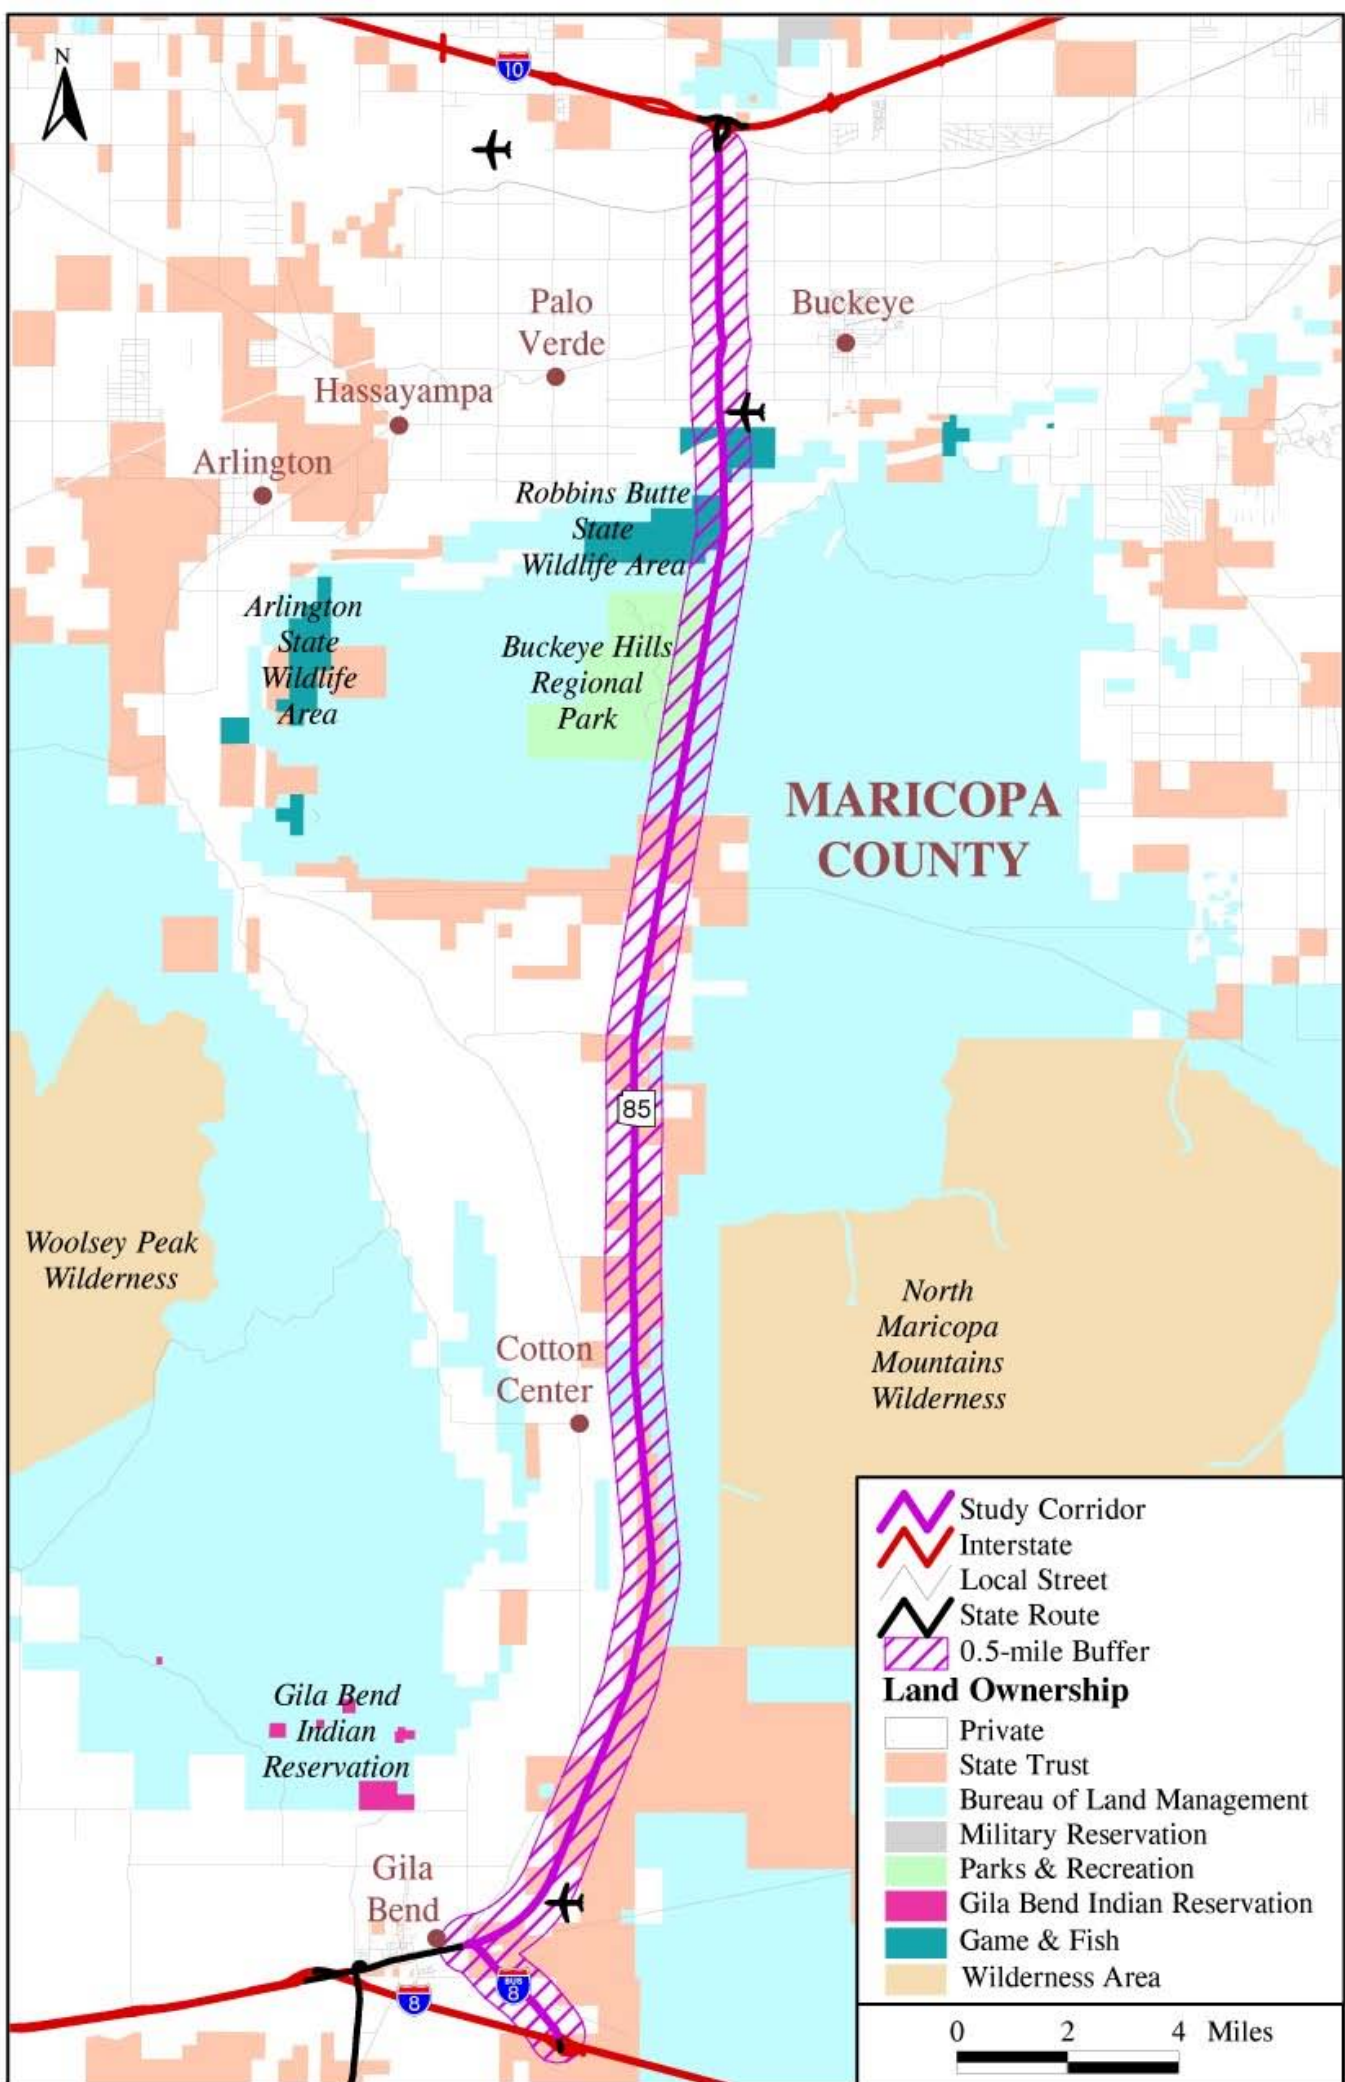 N
10
Palo
Verde
Buckeye
Hassayampa
Arlington
Robbins Butte
State
Wildlife Area
Arlington
State
Wildlife
Area
Buckeye Hills
Regional
Park
MARICOPA
COUNTY
85
Woolsey Peak
Wilderness
North
Maricopa
Mountains
Wilderness
Cotton
Center
Gila Bend
Indian
Reservation
Gila
Bend
8
BUS
8
Study Corridor
Interstate
Local Street
State Route
0.5-mile Buffer
Land Ownership
Private
State Trust
Bureau of Land Management
Military Reservation
Parks & Recreation
Gila Bend Indian Reservation
Game & Fish
Wilderness Area
0 2 4 Miles